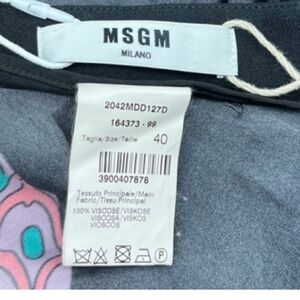 MSGM
MILANO
2042MDD127D
164373 - 99
Taglia/Size/Taille 40
3900407878
Tessuto Principale/Main
Fabric/Tissu Principal
100% VISCOSE/VISKOSE
VISCOSA/VISKOS
VIOSCOS
P